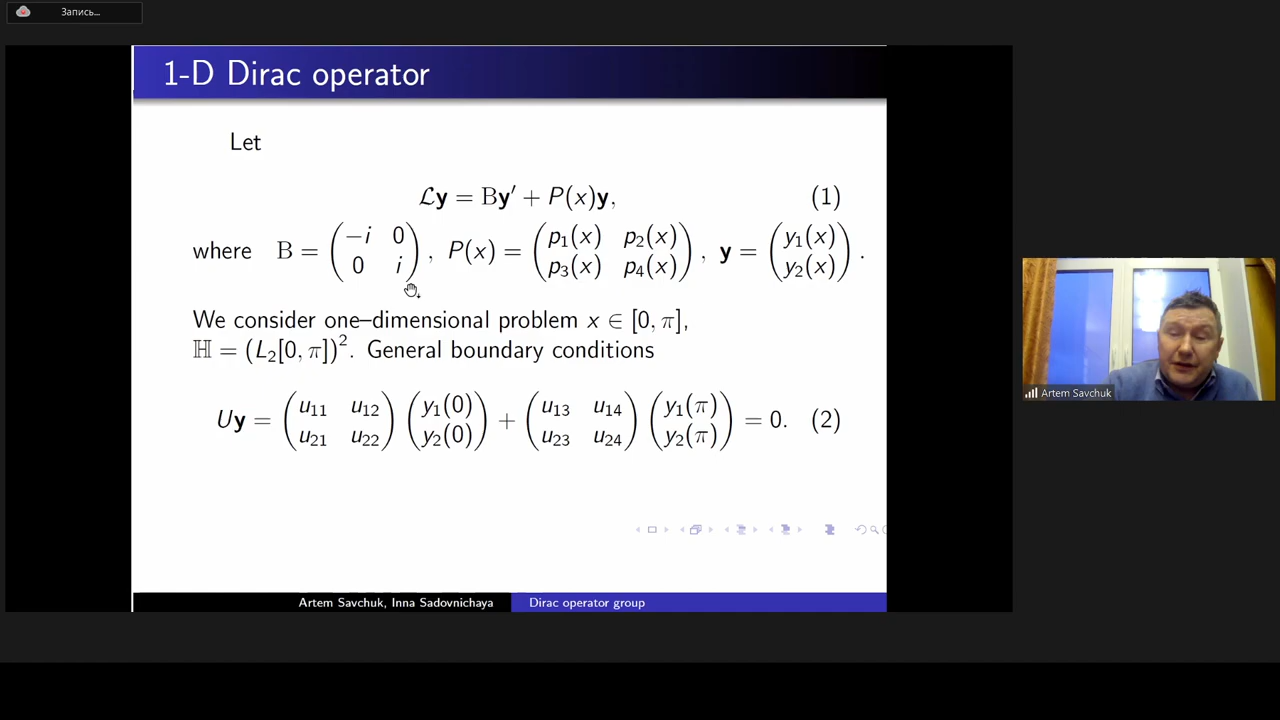 Запись...
1-D Dirac operator
Let
ℒy = By′ + P(x)y, (1)
where B = (−i 0; 0 i), P(x) = (p₁(x) p₂(x); p₃(x) p₄(x)), y = (y₁(x); y₂(x)).
We consider one–dimensional problem x ∈ [0, π],
ℍ = (L₂[0, π])². General boundary conditions
Uy = (u₁₁ u₁₂; u₂₁ u₂₂) (y₁(0); y₂(0)) + (u₁₃ u₁₄; u₂₃ u₂₄) (y₁(π); y₂(π)) = 0. (2)
Artem Savchuk
Artem Savchuk, Inna Sadovnichaya
Dirac operator group